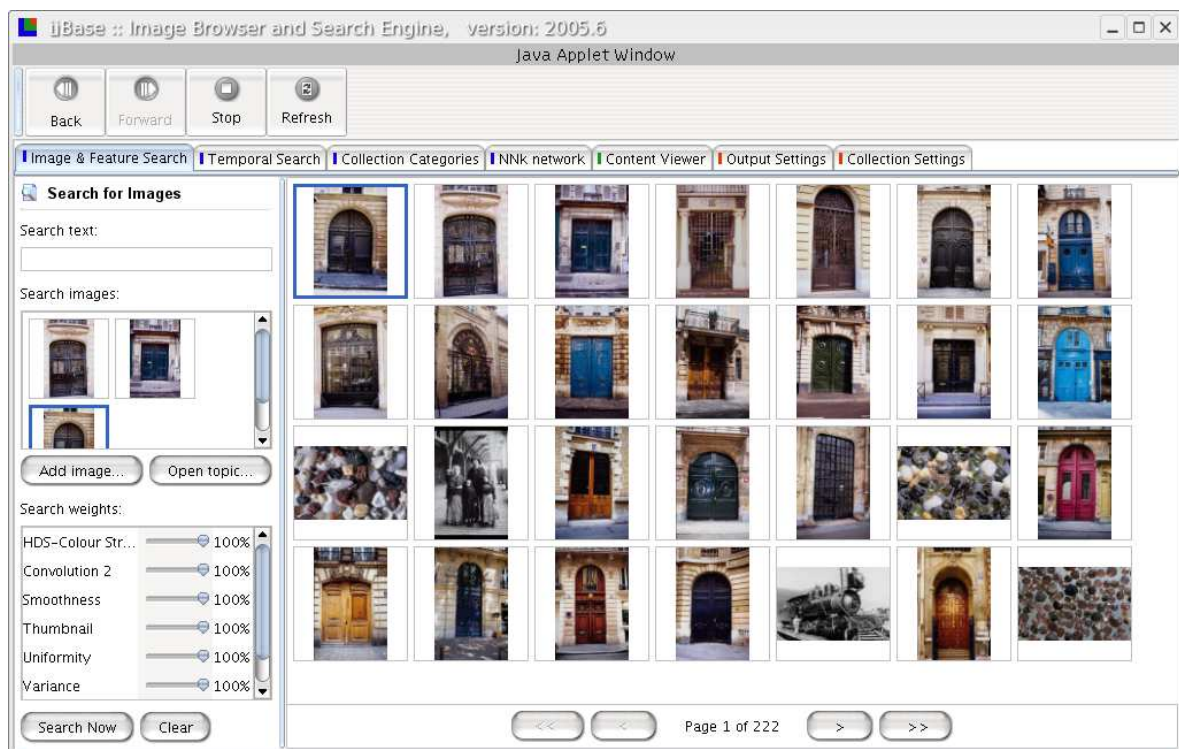 iJBase :: Image Browser and Search Engine, version: 2005.6
Java Applet Window
Back
Forward
Stop
Refresh
Image & Feature Search
Temporal Search
Collection Categories
NNk network
Content Viewer
Output Settings
Collection Settings
Search for Images
Search text:
Search images:
Add image...
Open topic...
Search weights:
HDS-Colour Str... 100%
Convolution 2 100%
Smoothness 100%
Thumbnail 100%
Uniformity 100%
Variance 100%
Search Now
Clear
<<
<
Page 1 of 222
>
>>